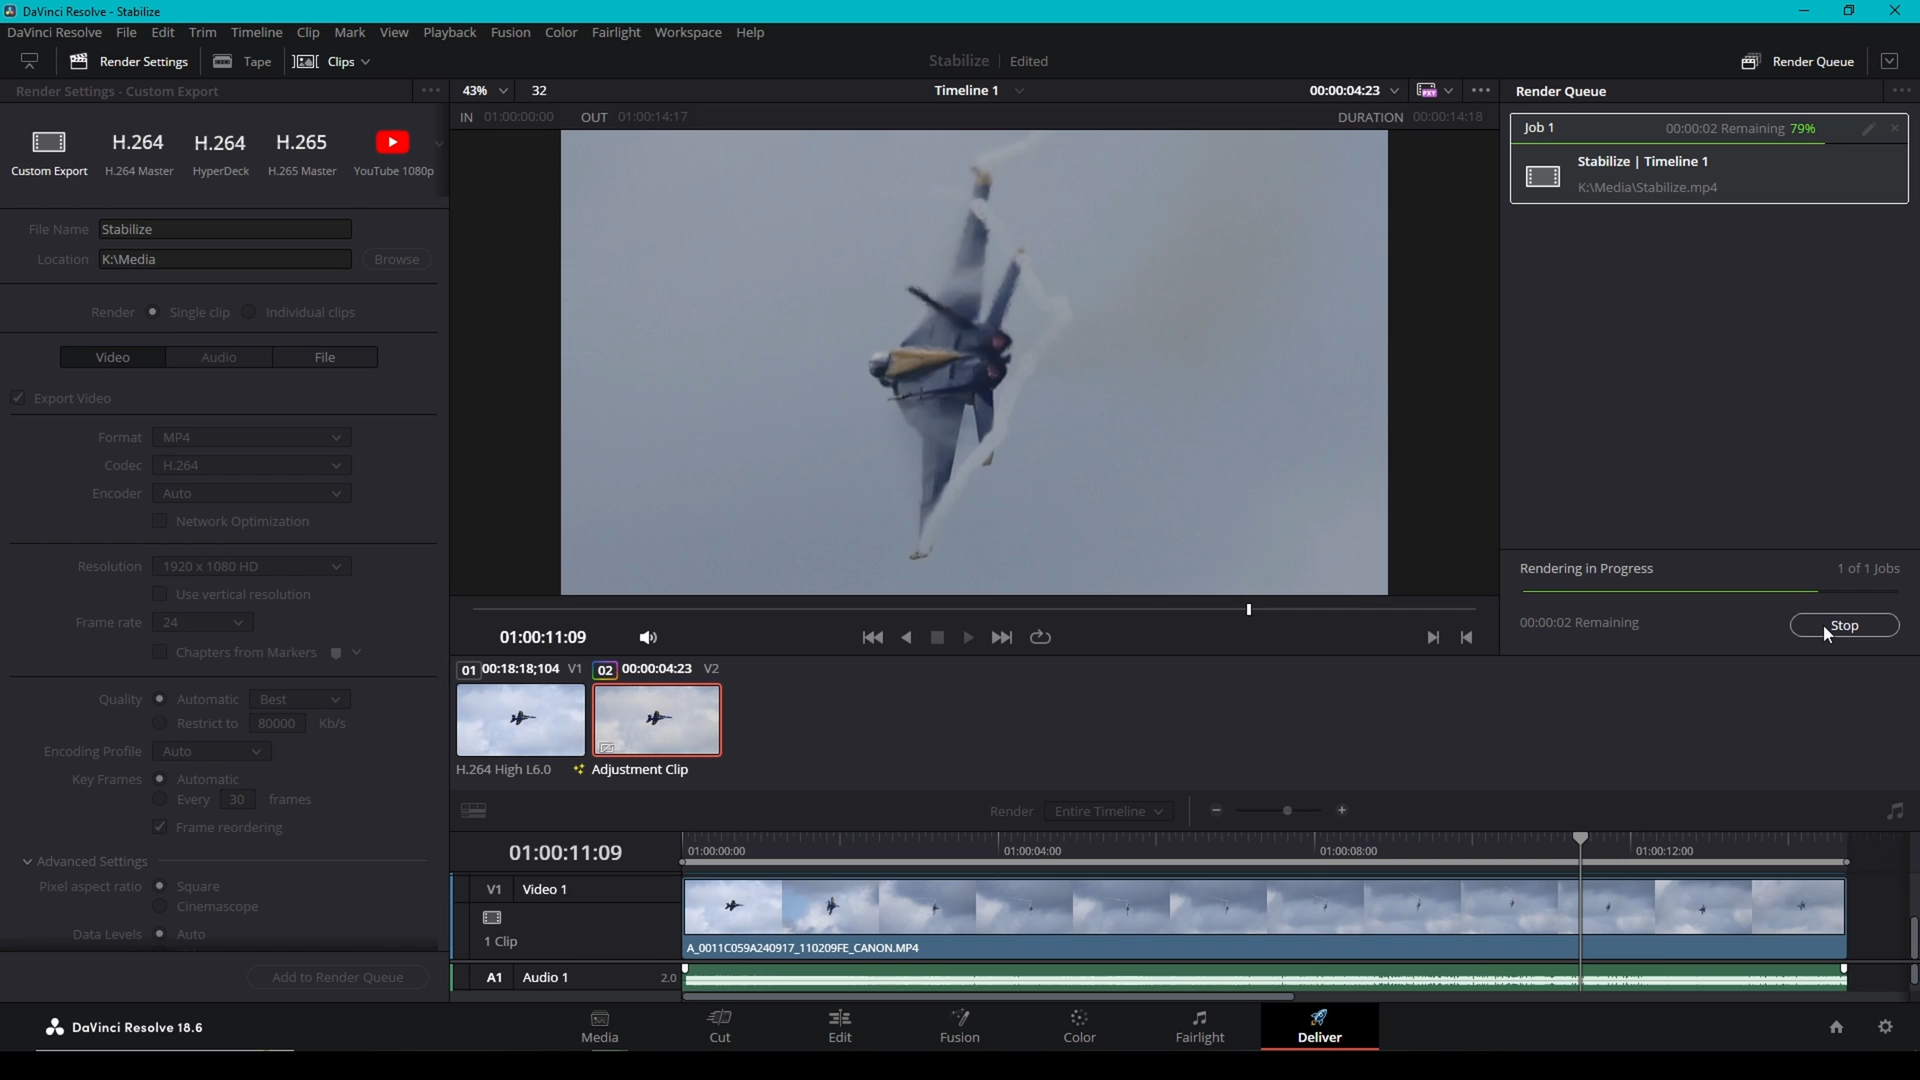 DaVinci Resolve - Stabilize
DaVinci Resolve File Edit Trim Timeline Clip Mark View Playback Fusion Color Fairlight Workspace Help
Render Settings Tape Clips Stabilize Edited Render Queue
Render Settings - Custom Export
43% 32 Timeline 1 00:00:04:23 PXY
Render Queue
IN 01:00:00:00 OUT 01:00:14:17 DURATION 00:00:14:18
H.264 H.264 H.265
Custom Export H.264 Master HyperDeck H.265 Master YouTube 1080p
Job 1 00:00:02 Remaining 79%
Stabilize | Timeline 1
K:\Media\Stabilize.mp4
File Name Stabilize
Location K:\Media Browse
Render Single clip Individual clips
Video Audio File
Export Video
Format MP4
Codec H.264
Encoder Auto
Network Optimization
Resolution 1920 x 1080 HD
Use vertical resolution
Frame rate 24
Chapters from Markers
Quality Automatic Best
Restrict to 80000 Kb/s
Encoding Profile Auto
Key Frames Automatic
Every 30 frames
Frame reordering
Advanced Settings
Pixel aspect ratio Square
Cinemascope
Data Levels Auto
Add to Render Queue
Rendering in Progress 1 of 1 Jobs
00:00:02 Remaining Stop
01:00:11:09
01 00:18:18;104 V1 02 00:00:04:23 V2
H.264 High L6.0 Adjustment Clip
Render Entire Timeline
01:00:11:09 01:00:00:00 01:00:04:00 01:00:08:00 01:00:12:00
V1 Video 1
1 Clip
A_0011C059A240917_110209FE_CANON.MP4
A1 Audio 1 2.0
DaVinci Resolve 18.6
Media Cut Edit Fusion Color Fairlight Deliver